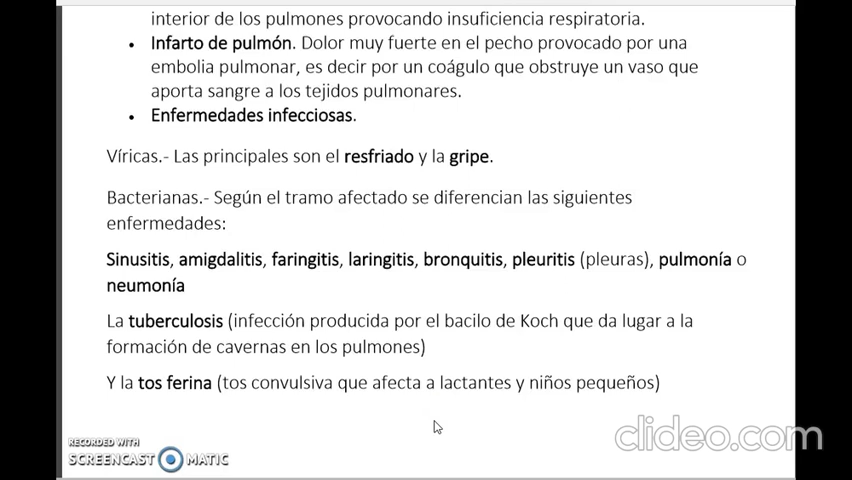 interior de los pulmones provocando insuficiencia respiratoria.
• Infarto de pulmón. Dolor muy fuerte en el pecho provocado por una
embolia pulmonar, es decir por un coágulo que obstruye un vaso que
aporta sangre a los tejidos pulmonares.
• Enfermedades infecciosas.
Víricas.- Las principales son el resfriado y la gripe.
Bacterianas.- Según el tramo afectado se diferencian las siguientes
enfermedades:
Sinusitis, amigdalitis, faringitis, laringitis, bronquitis, pleuritis (pleuras), pulmonía o
neumonía
La tuberculosis (infección producida por el bacilo de Koch que da lugar a la
formación de cavernas en los pulmones)
Y la tos ferina (tos convulsiva que afecta a lactantes y niños pequeños)
clideo.com
RECORDED WITH
SCREENCAST MATIC